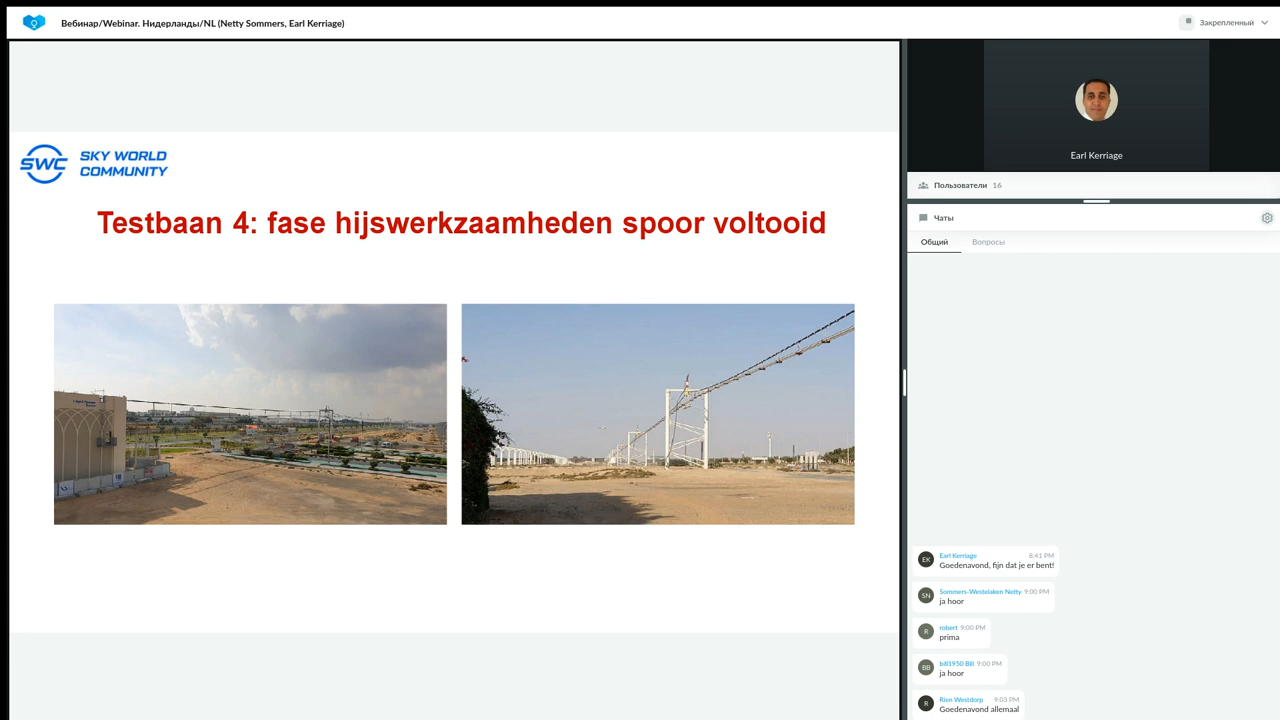 Вебинар/Webinar. Нидерланды/NL (Netty Sommers, Earl Kerriage)
Закрепленный
SWC SKY WORLD
COMMUNITY
Testbaan 4: fase hijswerkzaamheden spoor voltooid
Earl Kerriage
Пользователи 16
Чаты
Общий Вопросы
EK Earl Kerriage 8:41 PM
Goedenavond, fijn dat je er bent!
SN Sommers-Westelaken Netty 9:00 PM
ja hoor
R robert 9:00 PM
prima
BB bill1950 Bill 9:00 PM
ja hoor
R Rien Westdorp 9:03 PM
Goedenavond allemaal